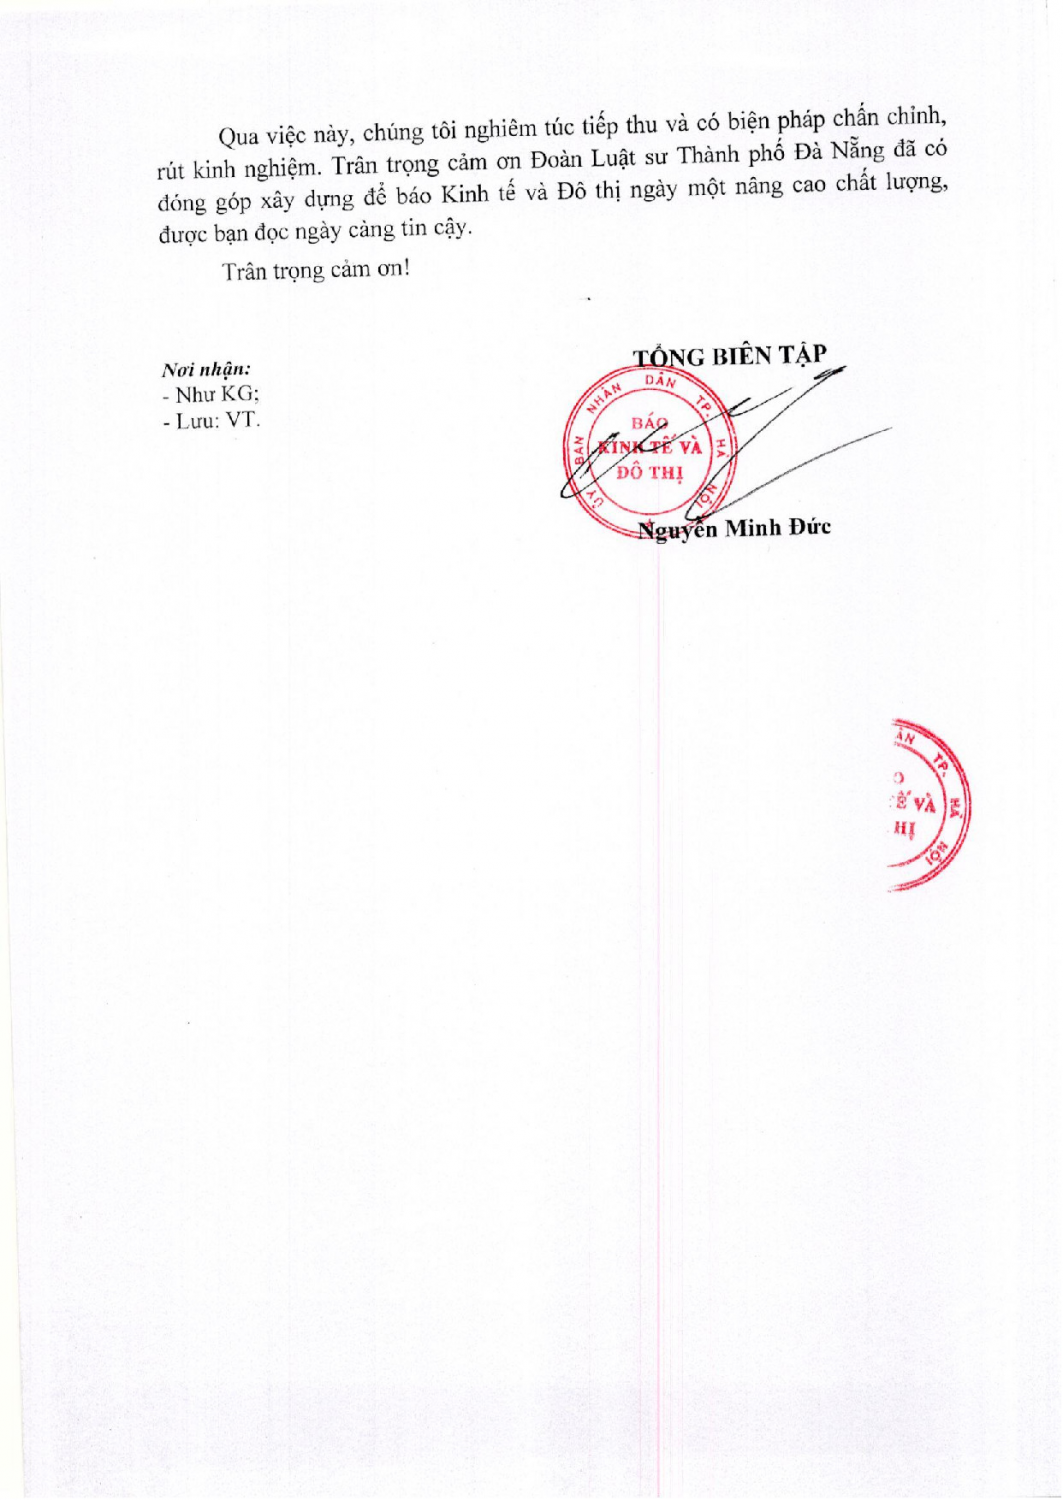 Qua việc này, chúng tôi nghiêm túc tiếp thu và có biện pháp chấn chỉnh,
rút kinh nghiệm. Trân trọng cảm ơn Đoàn Luật sư Thành phố Đà Nẵng đã có
đóng góp xây dựng để báo Kinh tế và Đô thị ngày một nâng cao chất lượng,
được bạn đọc ngày càng tin cậy.
Trân trọng cảm ơn!
Nơi nhận:
- Như KG;
- Lưu: VT.
TỔNG BIÊN TẬP
ỦY BAN NHÂN DÂN TP. HÀ NỘI
BÁO
KINH TẾ VÀ
ĐÔ THỊ
Nguyễn Minh Đức
ÂN TP. HÀ NỘI
O
Ế VÀ
HỊ